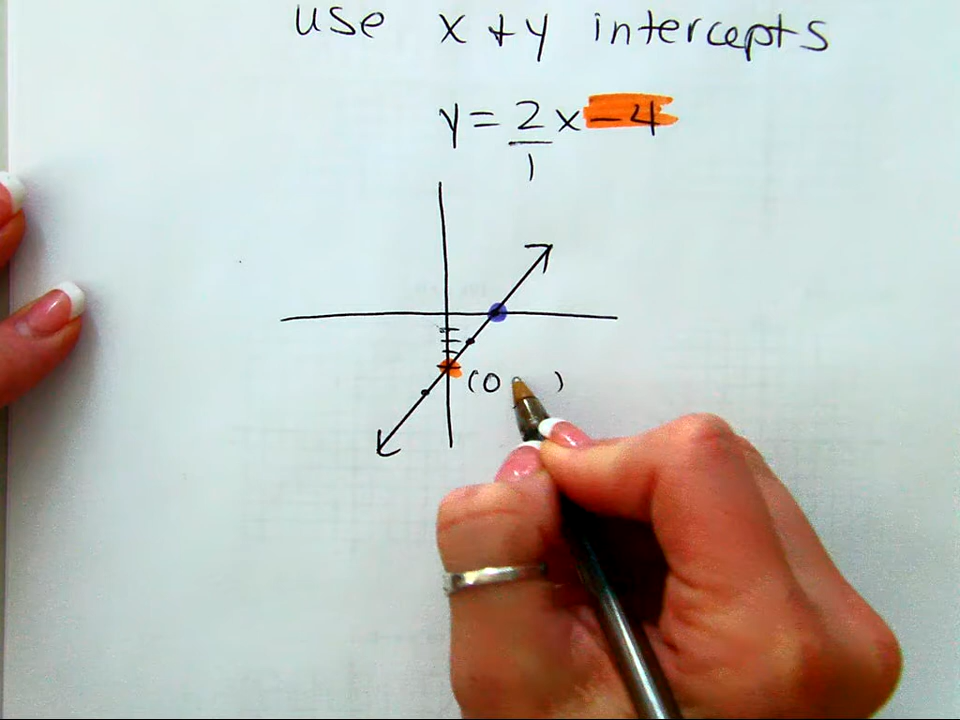 use x + y intercepts
y = 2/1 x - 4
(0 )